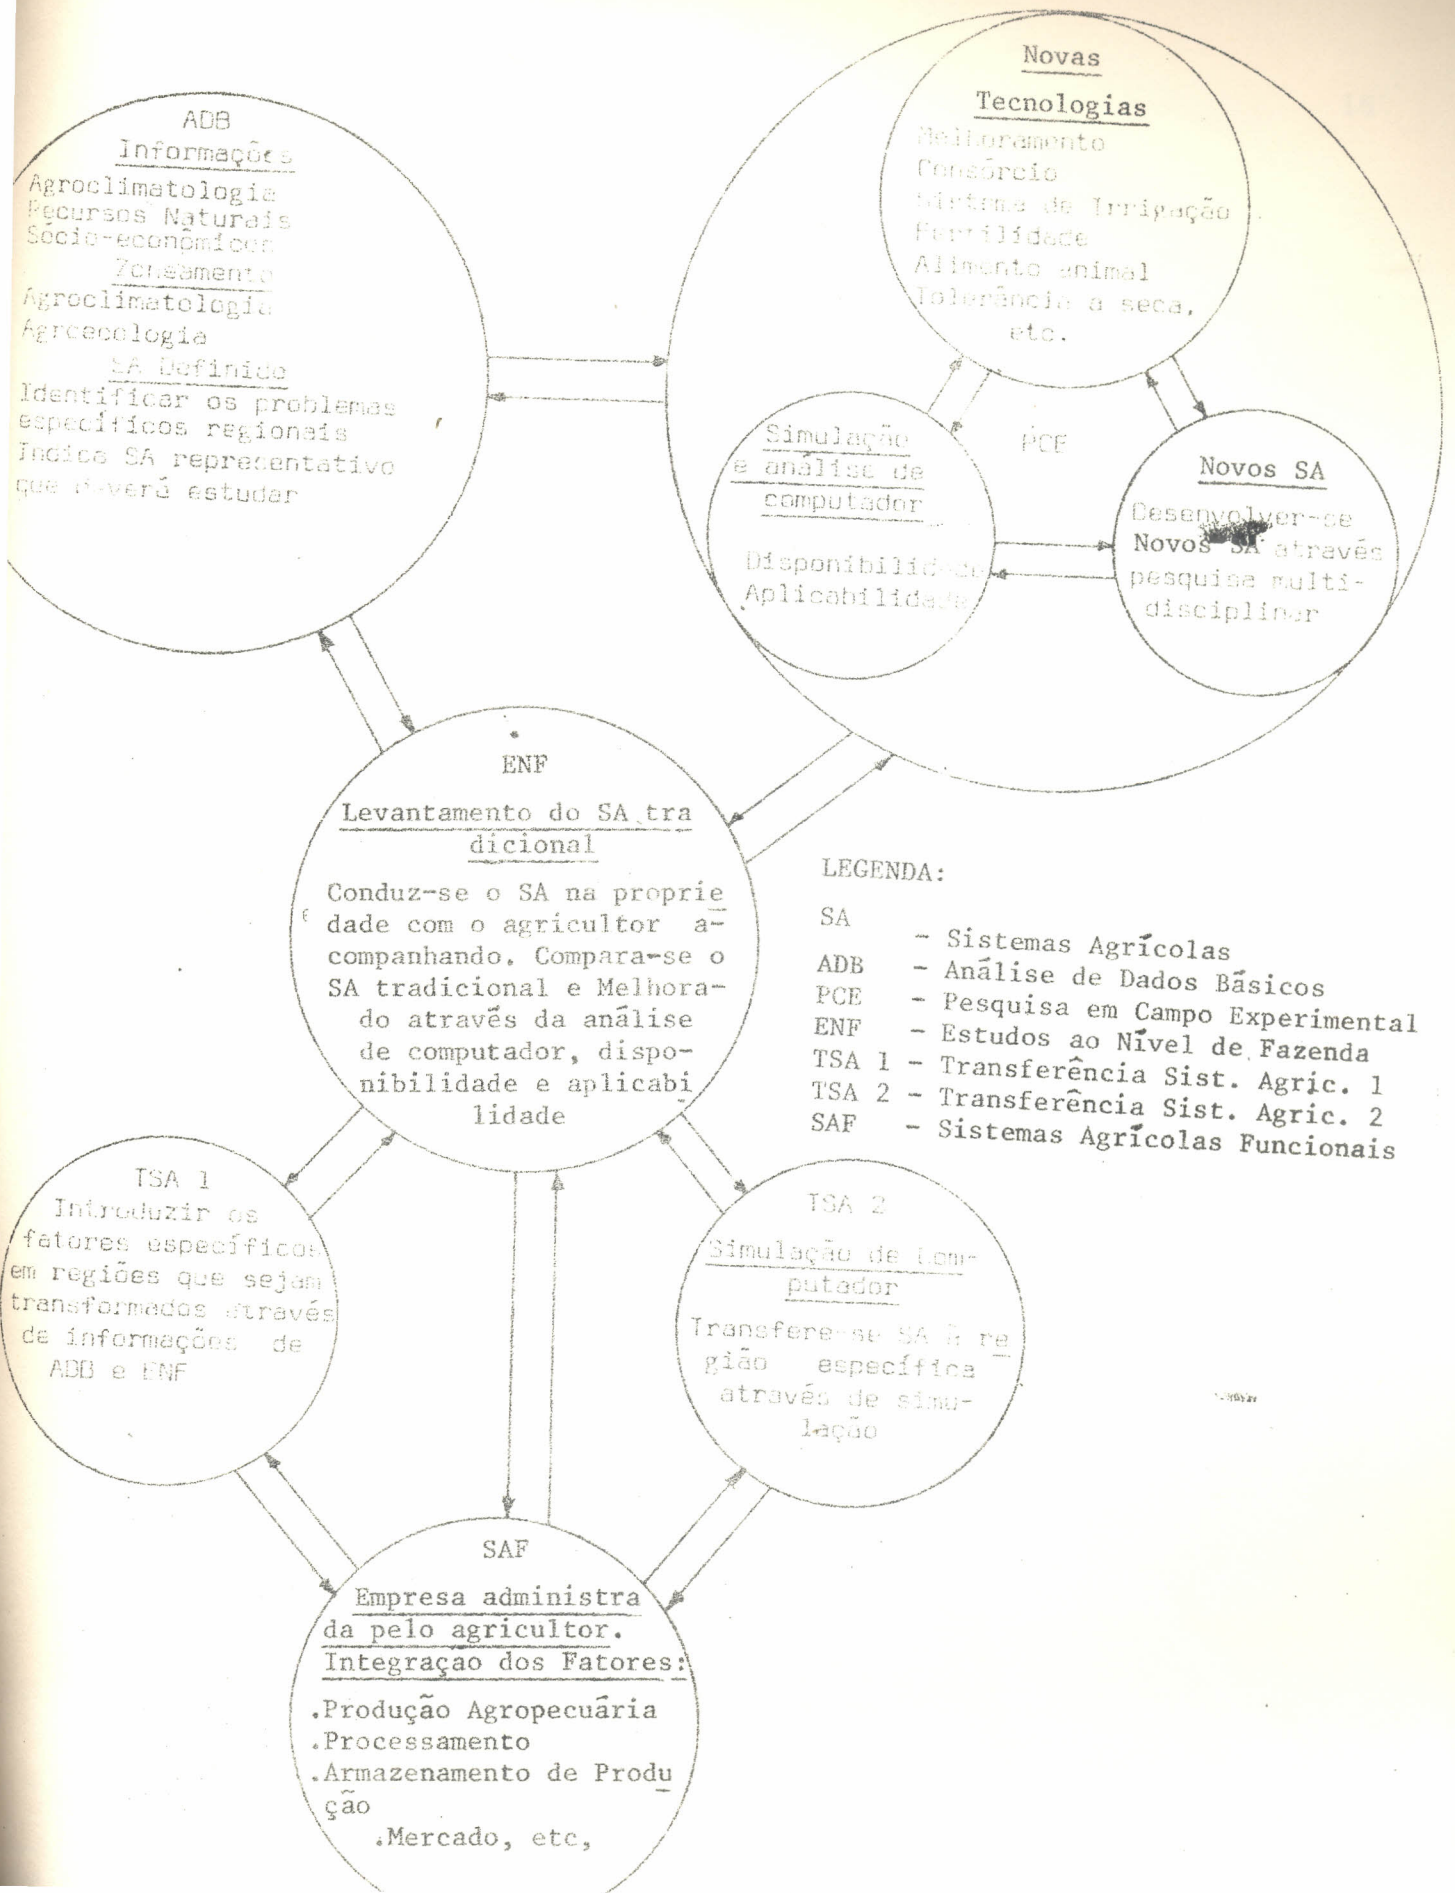 ADB
Informações
Agroclimatologia
Recursos Naturais
Sócio-econômicos
Zoneamento
Agroclimatologia
Agroecologia
SA Definido
Identificar os problemas
específicos regionais
Indica SA representativo
que deverá estudar
Novas
Tecnologias
Melhoramento
Consórcio
Sistema de Irrigação
Fertilidade
Alimento animal
Tolerância a seca,
etc.
PCE
Simulação
e análise de
computador
Disponibilidade
Aplicabilidade
Novos SA
Desenvolver-se
Novos SA através
pesquisa multi-
disciplinar
ENF
Levantamento do SA tra
dicional
Conduz-se o SA na proprie
dade com o agricultor a-
companhando. Compara-se o
SA tradicional e Melhora-
do através da análise
de computador, dispo-
nibilidade e aplicabi
lidade
LEGENDA:
SA - Sistemas Agrícolas
ADB - Análise de Dados Básicos
PCE - Pesquisa em Campo Experimental
ENF - Estudos ao Nível de Fazenda
TSA 1 - Transferência Sist. Agric. 1
TSA 2 - Transferência Sist. Agric. 2
SAF - Sistemas Agrícolas Funcionais
TSA 1
Introduzir os
fatores específicos
em regiões que sejam
transformados através
de informações de
ADB e ENF
TSA 2
Simulação de Com-
putador
Transfere-se SA à re
gião específica
através de simu-
lação
SAF
Empresa administra
da pelo agricultor.
Integração dos Fatores:
.Produção Agropecuária
.Processamento
.Armazenamento de Produ
ção
.Mercado, etc,